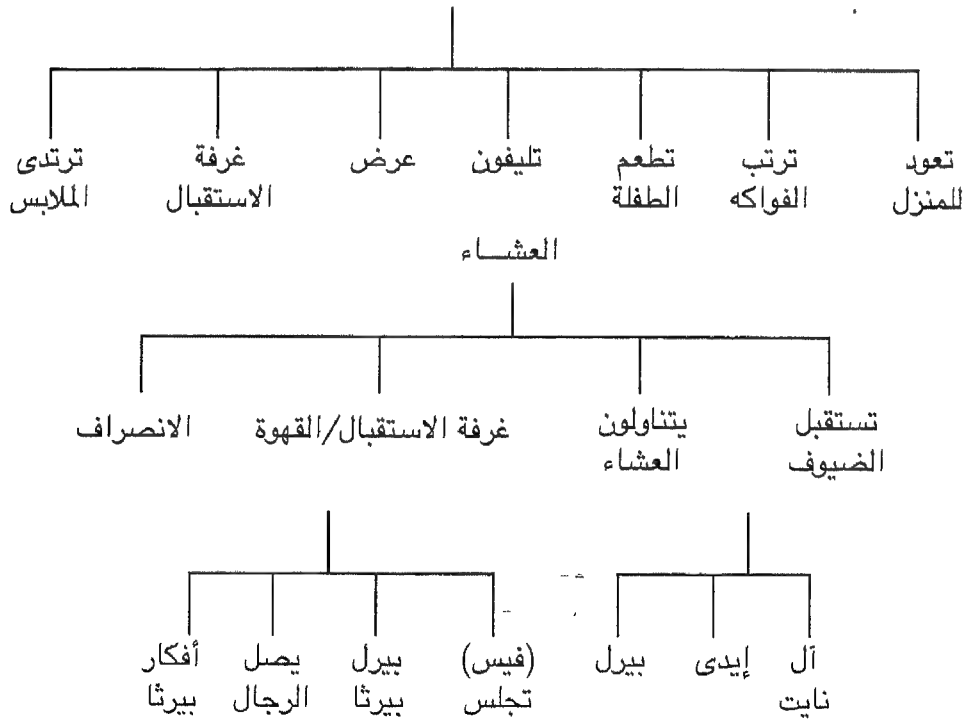 تعود ترتب تطعم تليفون عرض غرفة ترتدى
للمنزل الفواكه الطفلة الاستقبال الملابس
العشاء
تستقبل يتناولون غرفة الاستقبال/القهوة الانصراف
الضيوف العشاء
آل إيدى بيرل (فيس) بيرل يصل أفكار
نايت تجلس بيرثا الرجال بيرثا